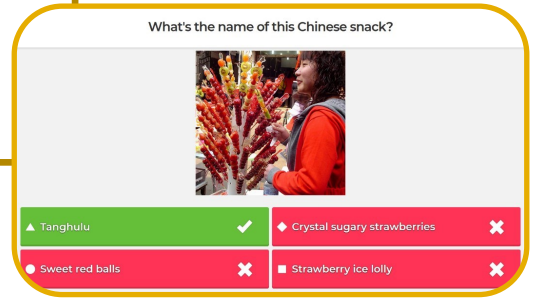 What's the name of this Chinese snack?
Tanghulu
Crystal sugary strawberries
Sweet red balls
Strawberry ice lolly